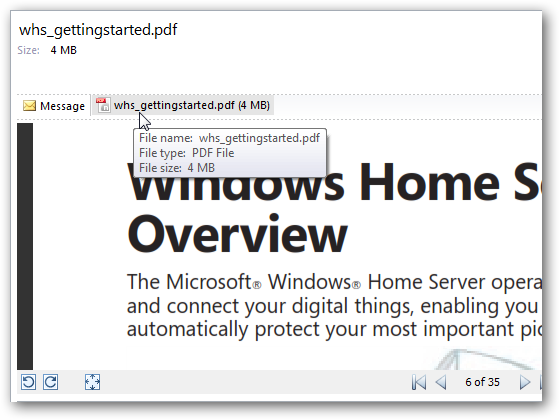 whs_gettingstarted.pdf
Size: 4 MB
Message whs_gettingstarted.pdf (4 MB)
File name: whs_gettingstarted.pdf
File type: PDF File
File size: 4 MB
Windows Home S
Overview
The Microsoft® Windows® Home Server opera
and connect your digital things, enabling you
automatically protect your most important pic
6 of 35